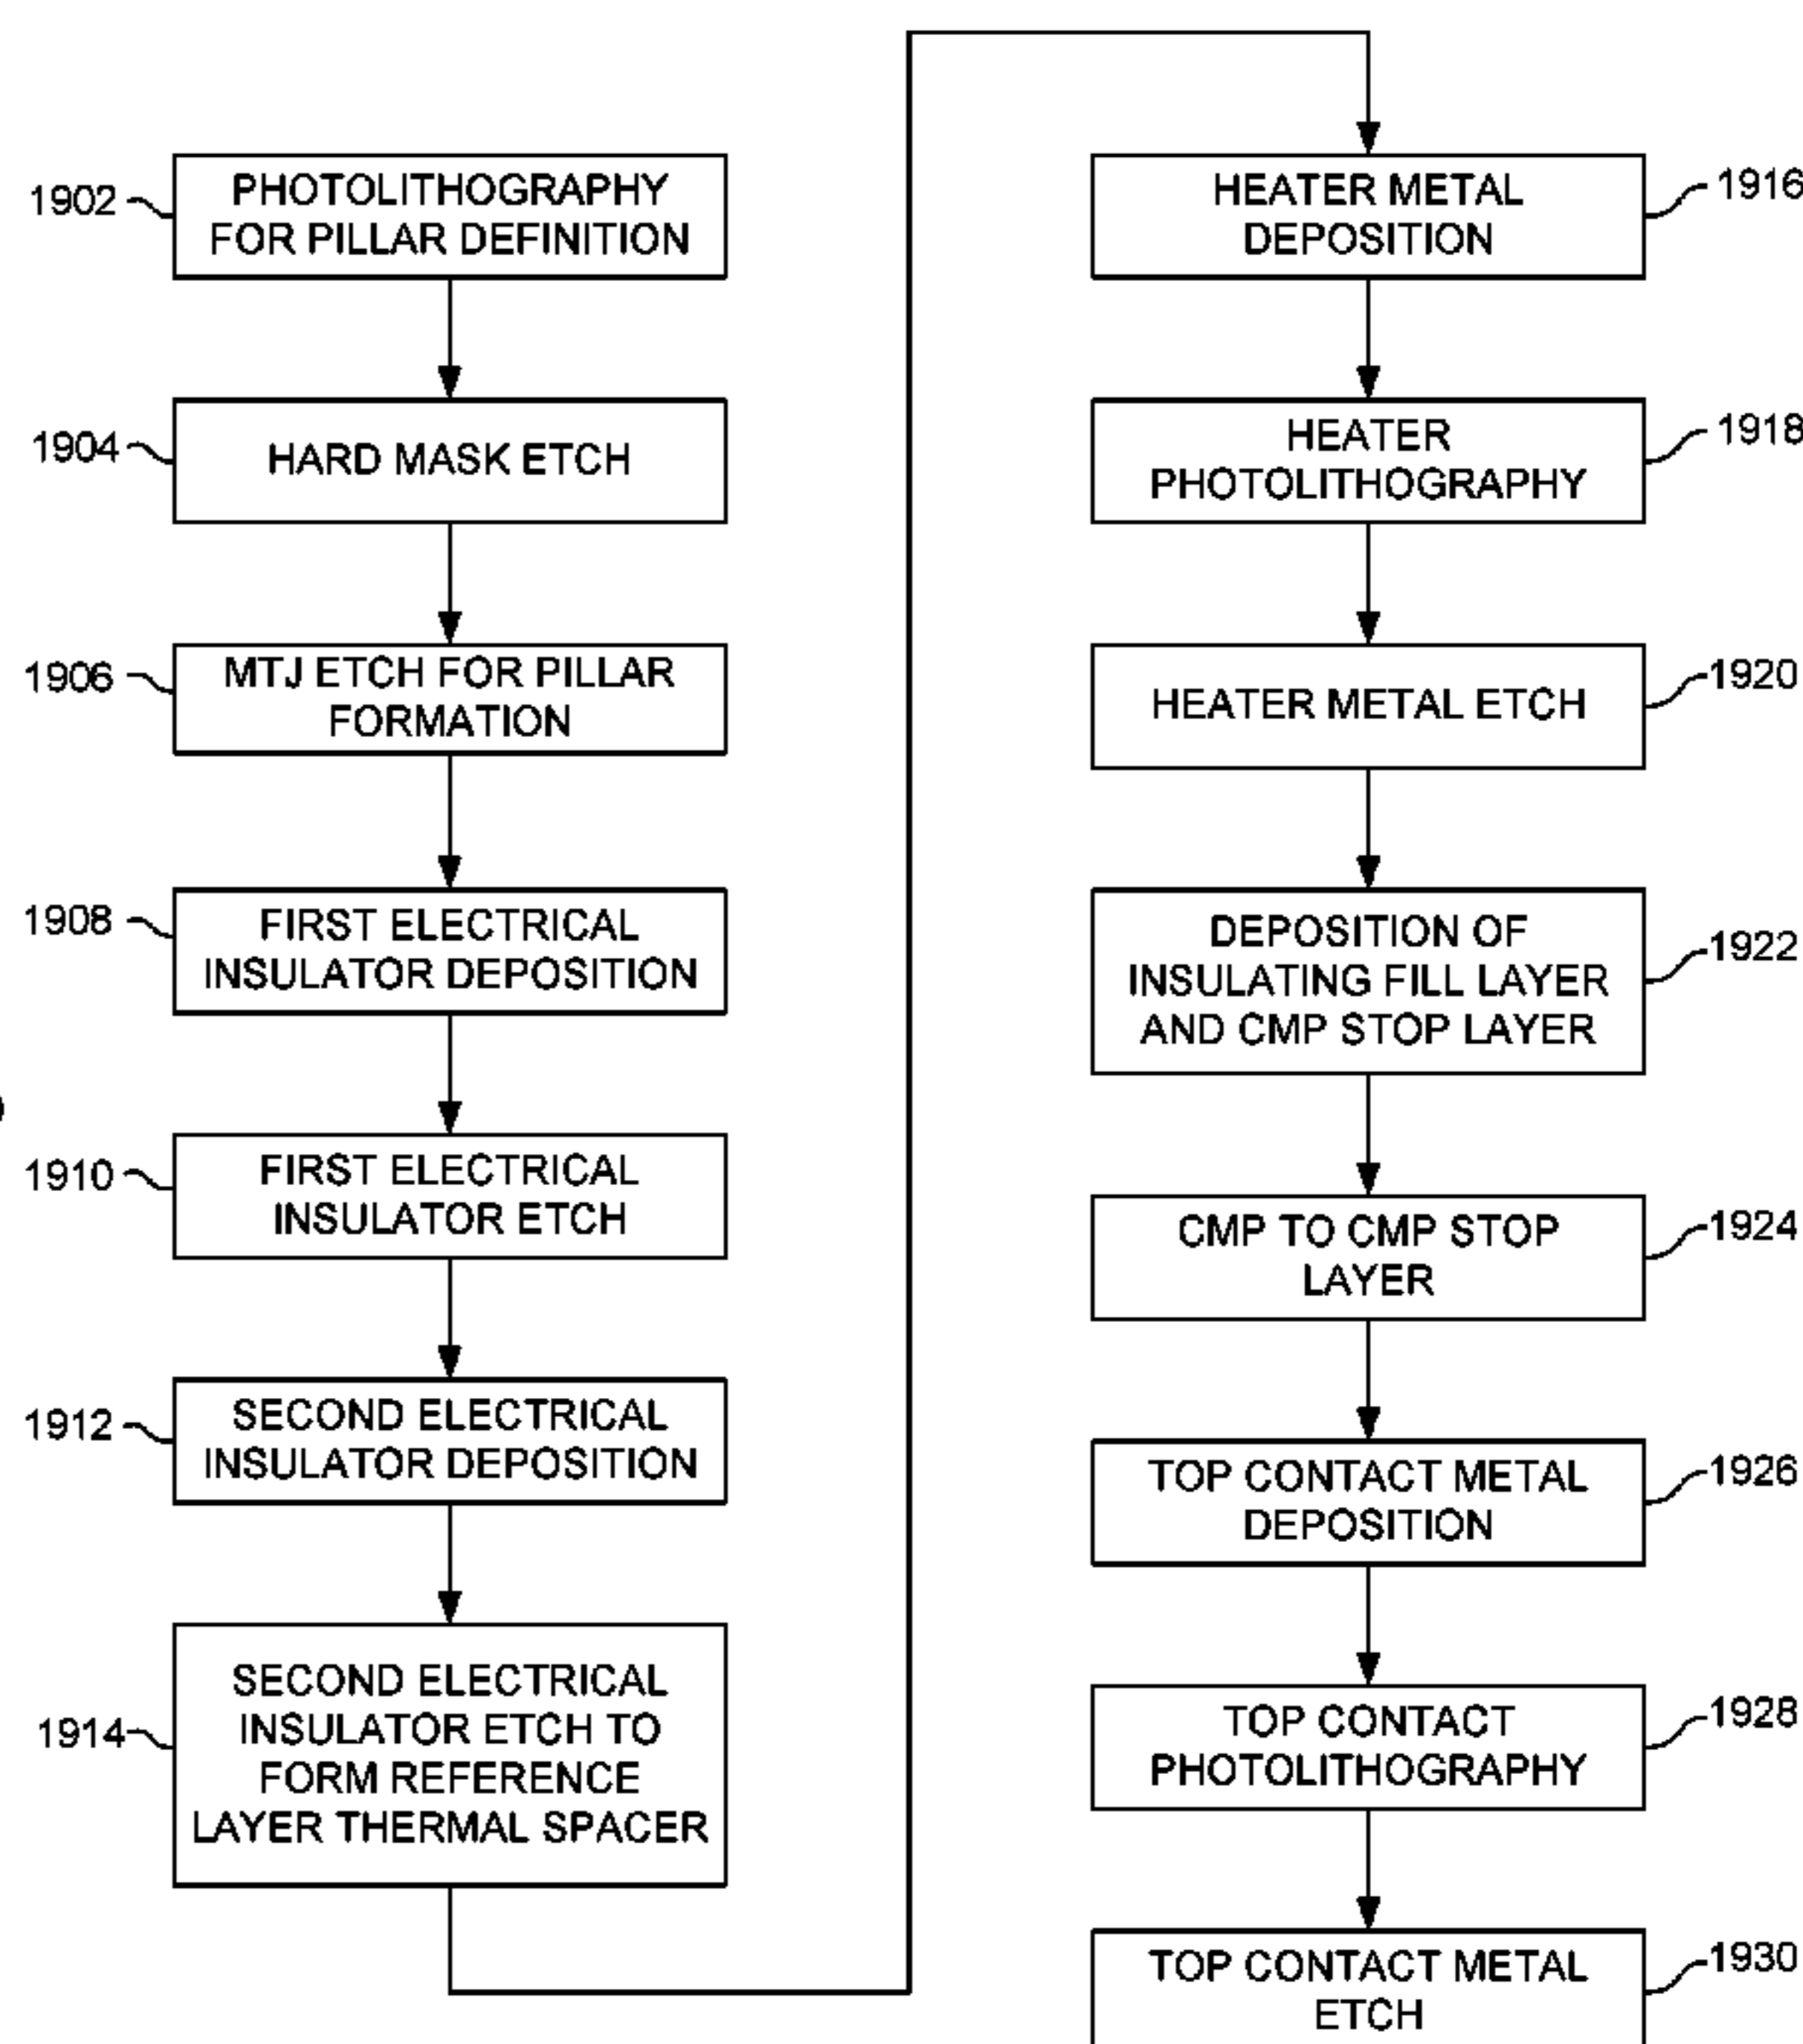 1902
PHOTOLITHOGRAPHY
FOR PILLAR DEFINITION
1904
HARD MASK ETCH
1906
MTJ ETCH FOR PILLAR
FORMATION
1908
FIRST ELECTRICAL
INSULATOR DEPOSITION
1910
FIRST ELECTRICAL
INSULATOR ETCH
1912
SECOND ELECTRICAL
INSULATOR DEPOSITION
1914
SECOND ELECTRICAL
INSULATOR ETCH TO
FORM REFERENCE
LAYER THERMAL SPACER
HEATER METAL
DEPOSITION
1916
HEATER
PHOTOLITHOGRAPHY
1918
HEATER METAL ETCH
1920
DEPOSITION OF
INSULATING FILL LAYER
AND CMP STOP LAYER
1922
CMP TO CMP STOP
LAYER
1924
TOP CONTACT METAL
DEPOSITION
1926
TOP CONTACT
PHOTOLITHOGRAPHY
1928
TOP CONTACT METAL
ETCH
1930